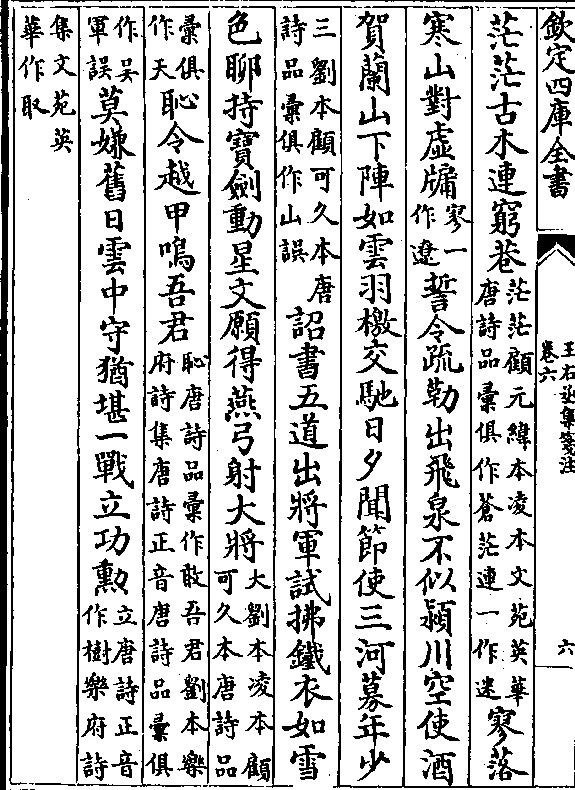 欽定四庫全書
王右丞集箋注
卷六
六
茫茫古木連窮巷茫茫顧元緯本凌本文苑英華唐詩品彙俱作蒼茫連一作迷寥落
寒山對虛牖寥一作遼誓令疏勒出飛泉不似潁川空使酒
賀蘭山下陣如雲羽檄交馳日夕聞節使三河募年少
三劉本顧可久本唐詩品彙俱作山誤詔書五道出將軍試拂鐵衣如雪
色聊持寶劍動星文願得燕弓射大將大劉本凌本顧可久本唐詩品
彙俱作天恥令越甲鳴吾君恥唐詩品彙作敢吾君劉本樂府詩集唐詩正音唐詩品彙俱
作吳軍誤莫嫌舊日雲中守猶堪一戰立功勲立唐詩正音作樹樂府詩
集文苑英華作取